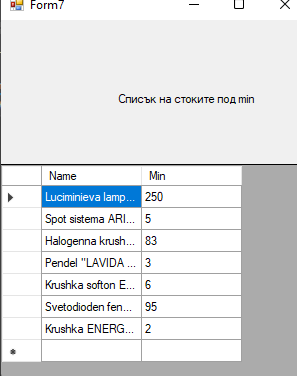 Form7
Списък на стоките под min
Name Min
Luciminieva lamp... 250
Spot sistema ARI... 5
Halogenna krush... 83
Pendel "LAVIDA ... 3
Krushka softon E... 6
Svetodioden fen... 95
Krushka ENERG... 2